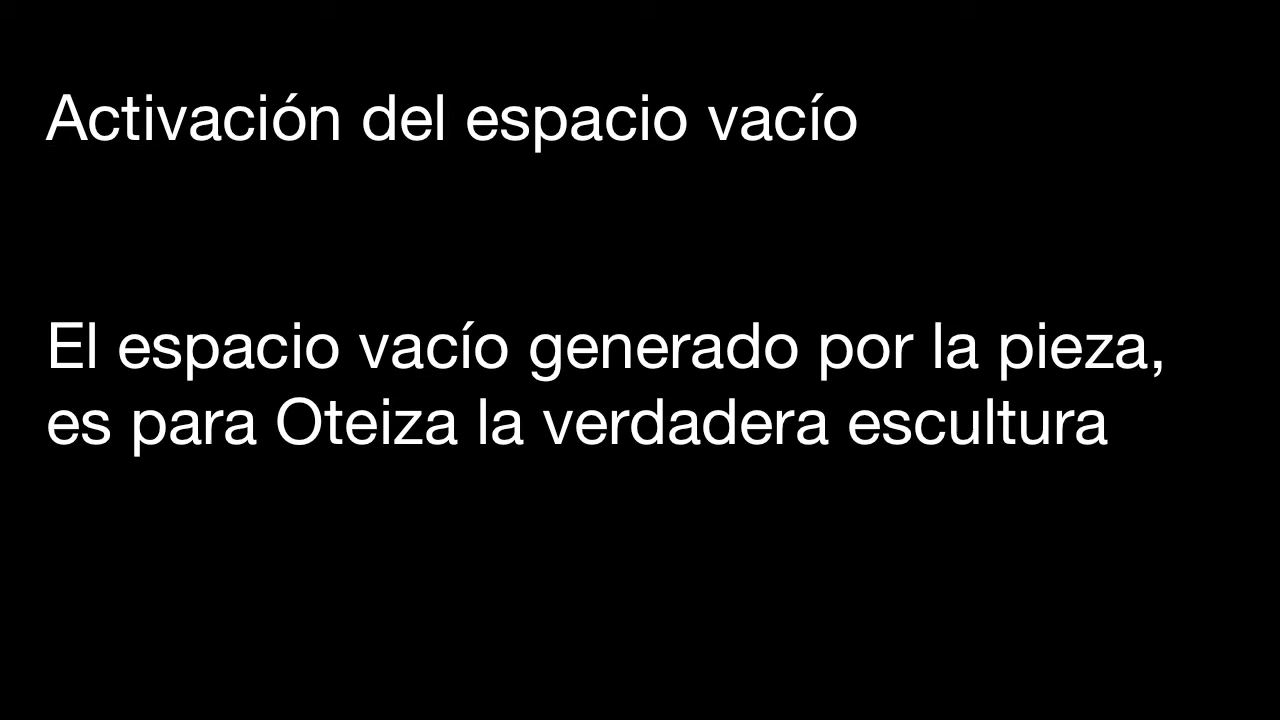 Activación del espacio vacío
El espacio vacío generado por la pieza,
es para Oteiza la verdadera escultura